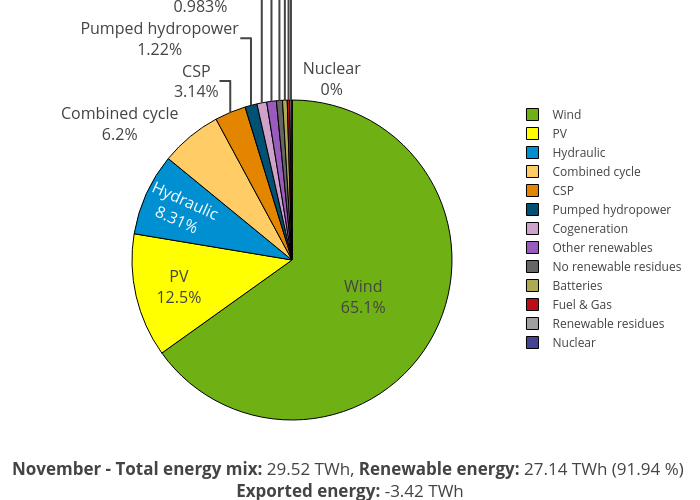 0.983%
Pumped hydropower
1.22%
CSP
3.14%
Nuclear
0%
Combined cycle
6.2%
Hydraulic
8.31%
PV
12.5%
Wind
65.1%
Wind
PV
Hydraulic
Combined cycle
CSP
Pumped hydropower
Cogeneration
Other renewables
No renewable residues
Batteries
Fuel & Gas
Renewable residues
Nuclear
November - Total energy mix: 29.52 TWh, Renewable energy: 27.14 TWh (91.94 %)
Exported energy: -3.42 TWh